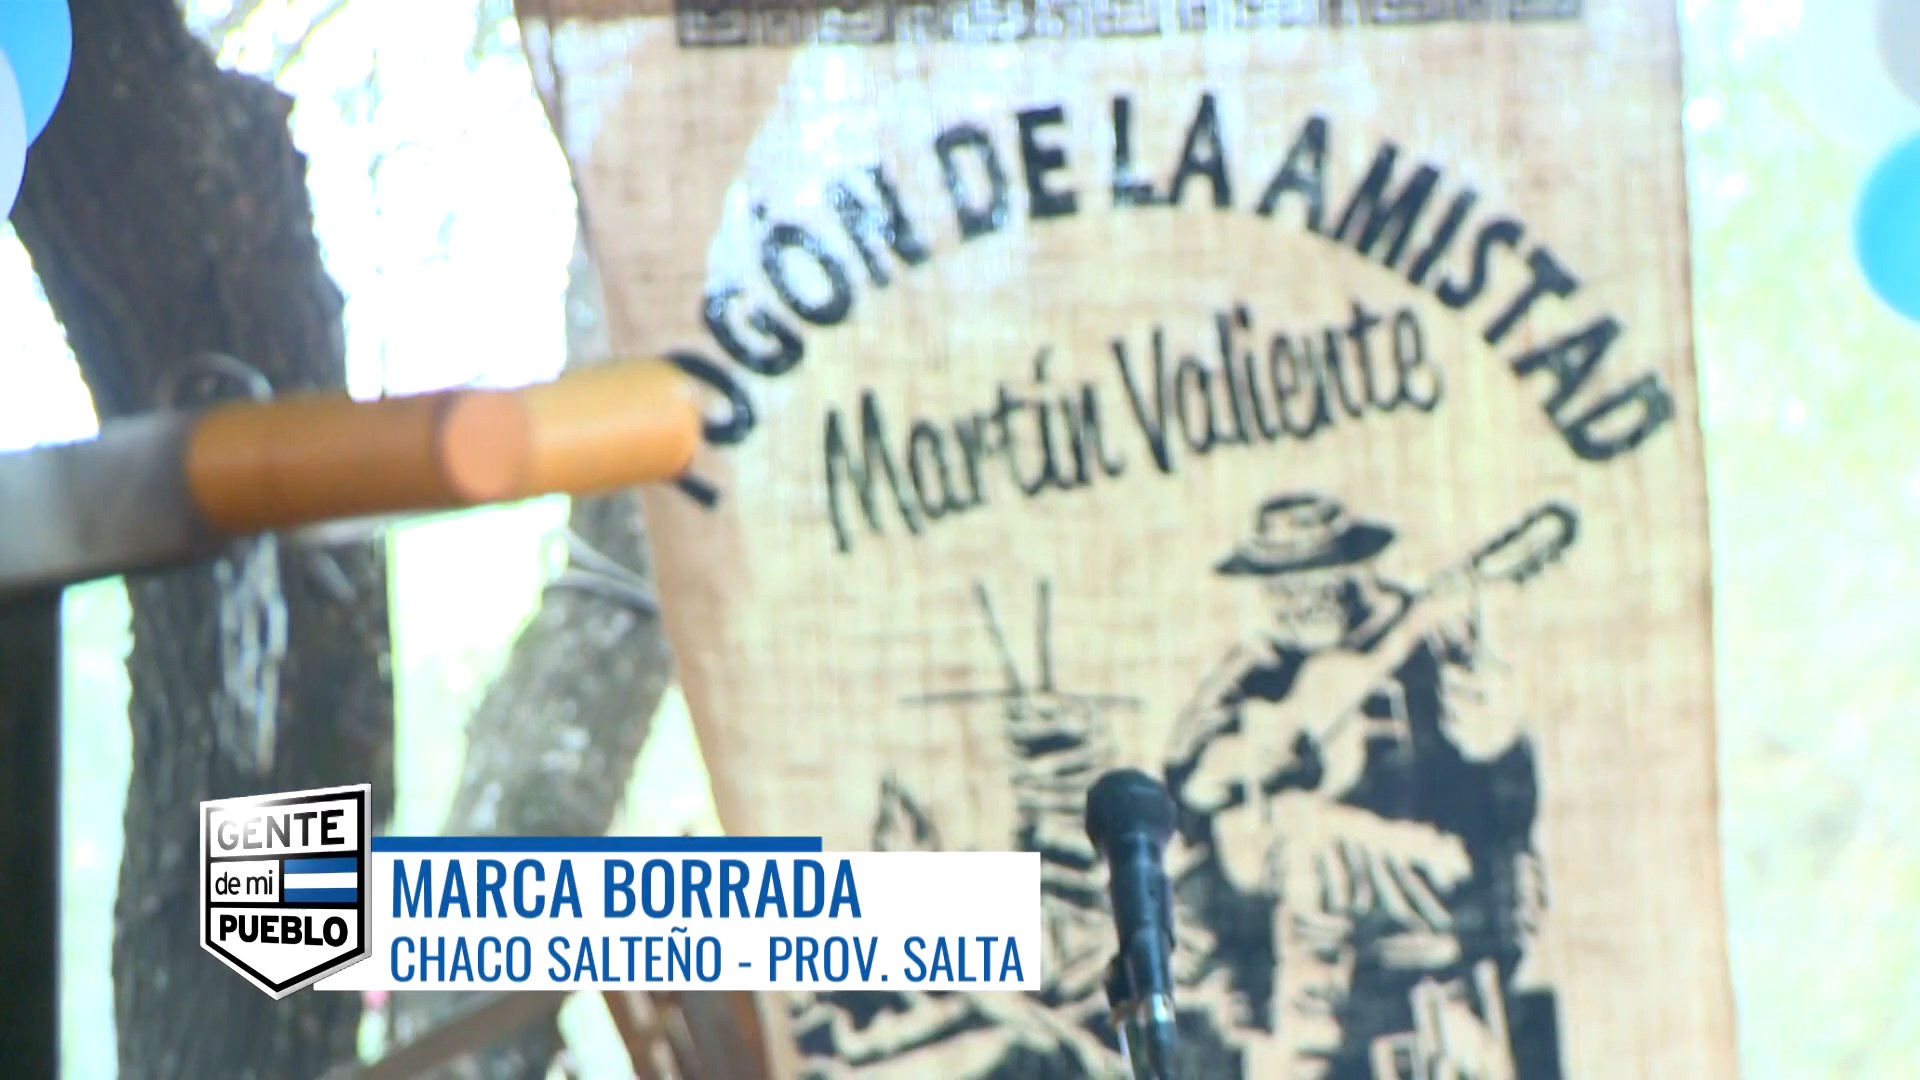 FOGÓN DE LA AMISTAD
Martín Valiente
GENTE
de mi
PUEBLO
MARCA BORRADA
CHACO SALTEÑO - PROV. SALTA